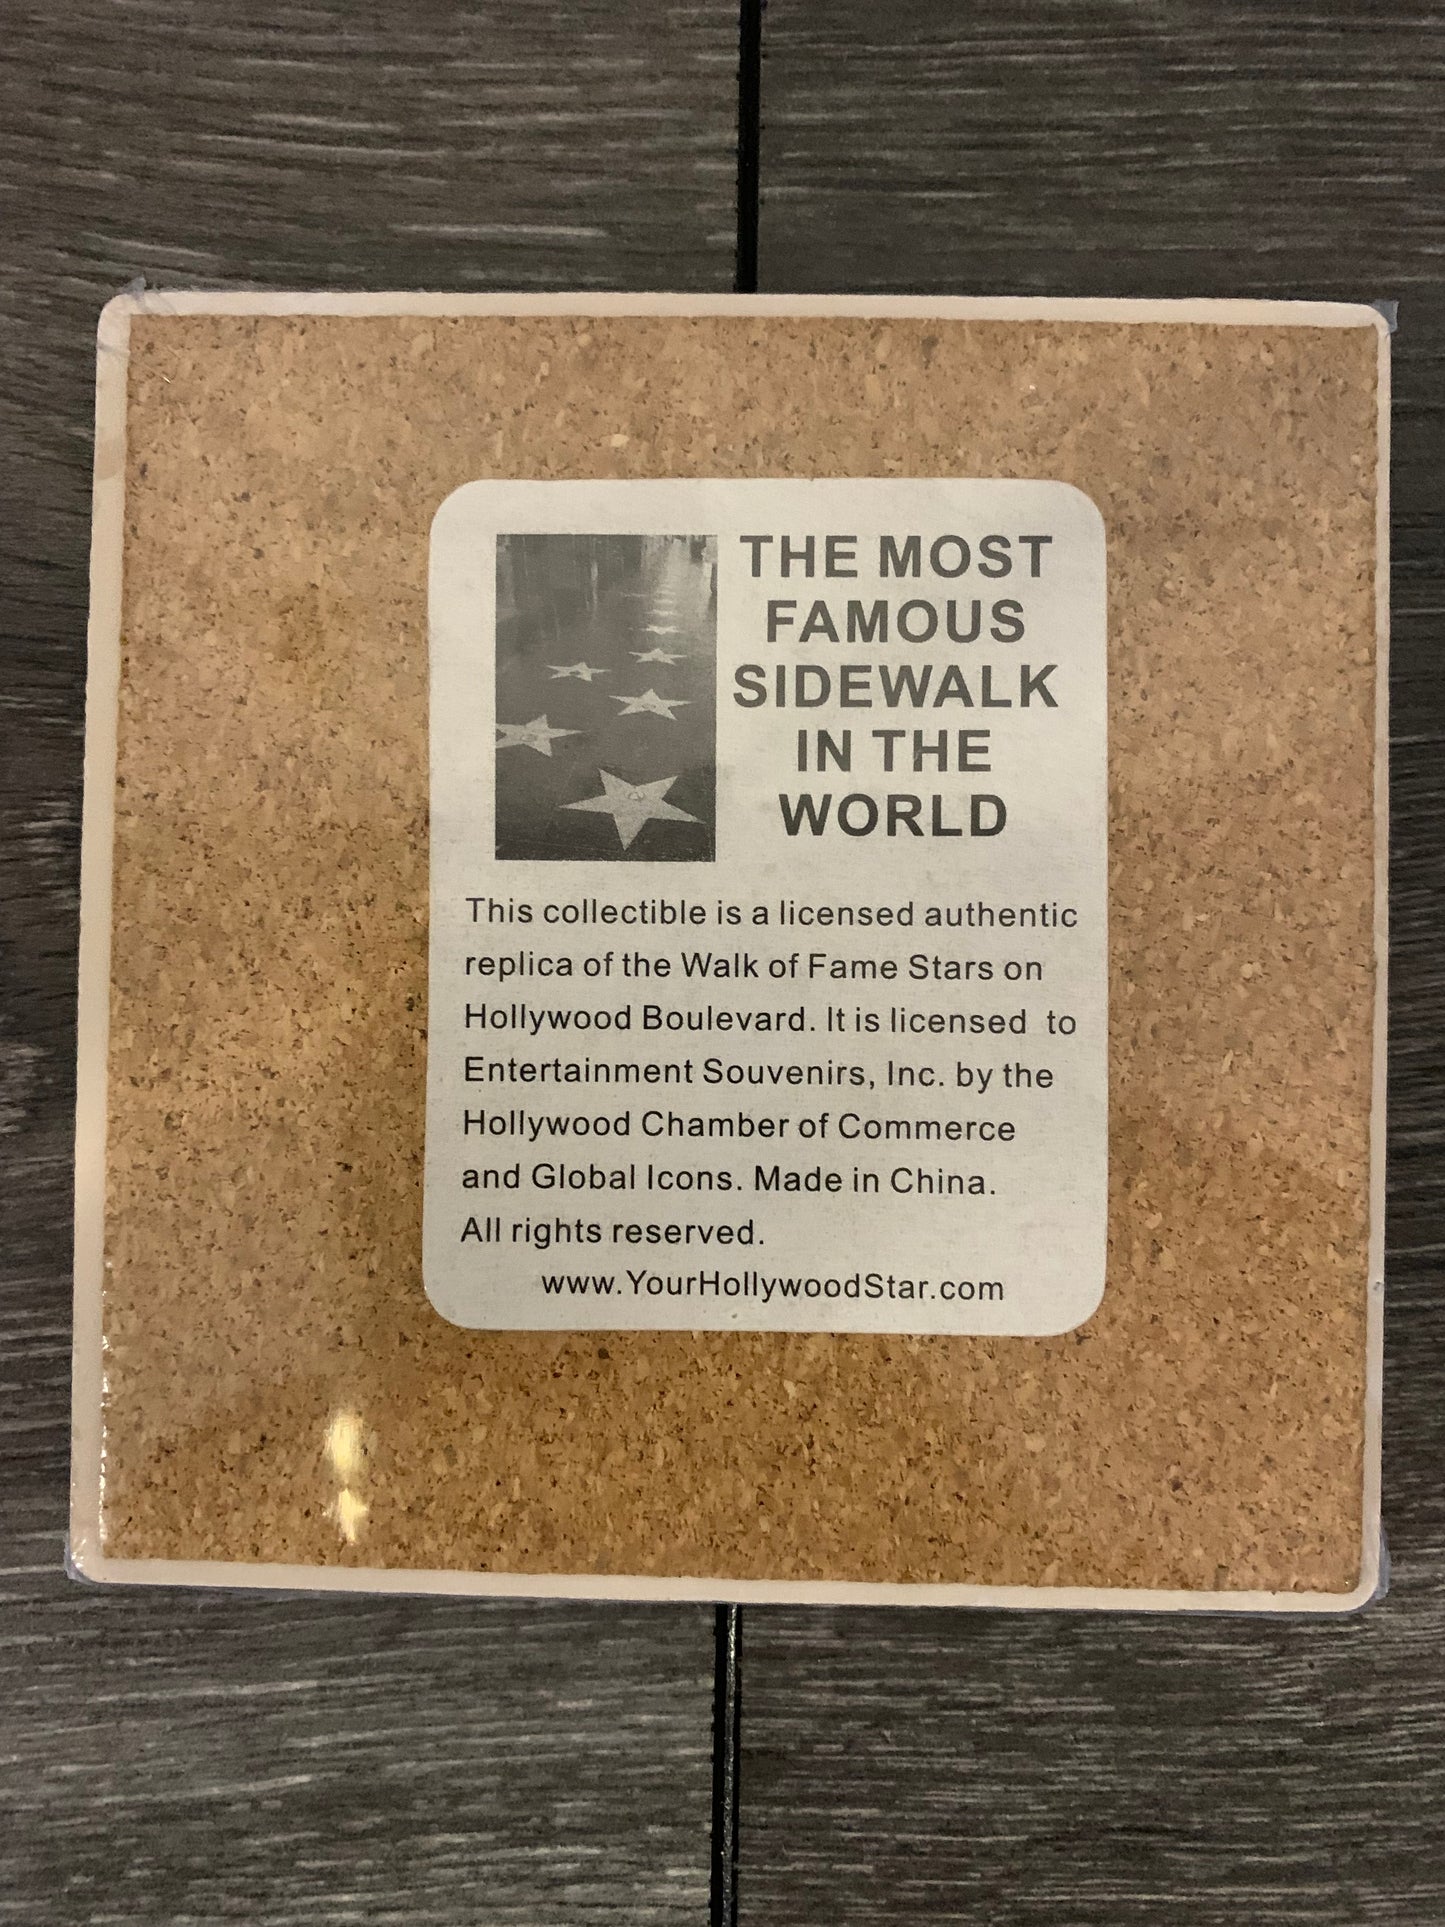 THE MOST
FAMOUS
SIDEWALK
IN THE
WORLD
This collectible is a licensed authentic
replica of the Walk of Fame Stars on
Hollywood Boulevard. It is licensed to
Entertainment Souvenirs, Inc. by the
Hollywood Chamber of Commerce
and Global Icons. Made in China.
All rights reserved.
www.YourHollywoodStar.com